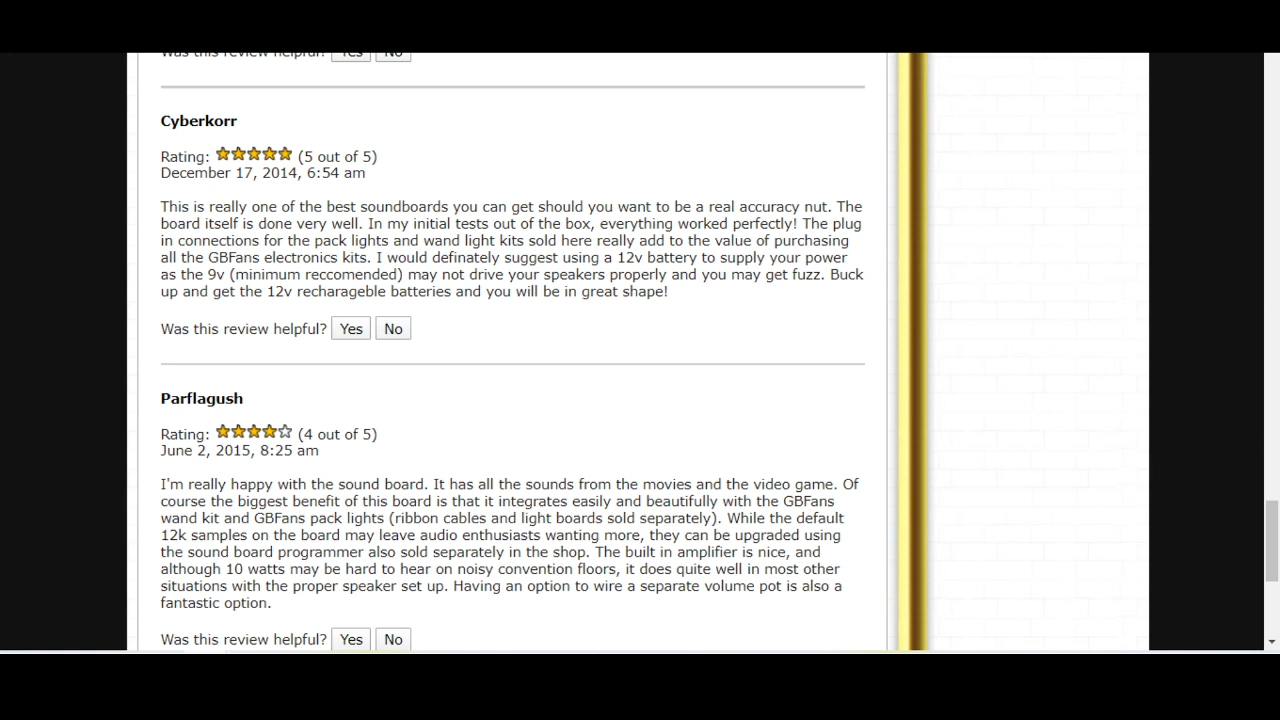 Was this review helpful? Yes No
Cyberkorr
Rating: (5 out of 5)
December 17, 2014, 6:54 am
This is really one of the best soundboards you can get should you want to be a real accuracy nut. The
board itself is done very well. In my initial tests out of the box, everything worked perfectly! The plug
in connections for the pack lights and wand light kits sold here really add to the value of purchasing
all the GBFans electronics kits. I would definately suggest using a 12v battery to supply your power
as the 9v (minimum reccomended) may not drive your speakers properly and you may get fuzz. Buck
up and get the 12v recharageble batteries and you will be in great shape!
Was this review helpful? Yes No
Parflagush
Rating: (4 out of 5)
June 2, 2015, 8:25 am
I'm really happy with the sound board. It has all the sounds from the movies and the video game. Of
course the biggest benefit of this board is that it integrates easily and beautifully with the GBFans
wand kit and GBFans pack lights (ribbon cables and light boards sold separately). While the default
12k samples on the board may leave audio enthusiasts wanting more, they can be upgraded using
the sound board programmer also sold separately in the shop. The built in amplifier is nice, and
although 10 watts may be hard to hear on noisy convention floors, it does quite well in most other
situations with the proper speaker set up. Having an option to wire a separate volume pot is also a
fantastic option.
Was this review helpful? Yes No